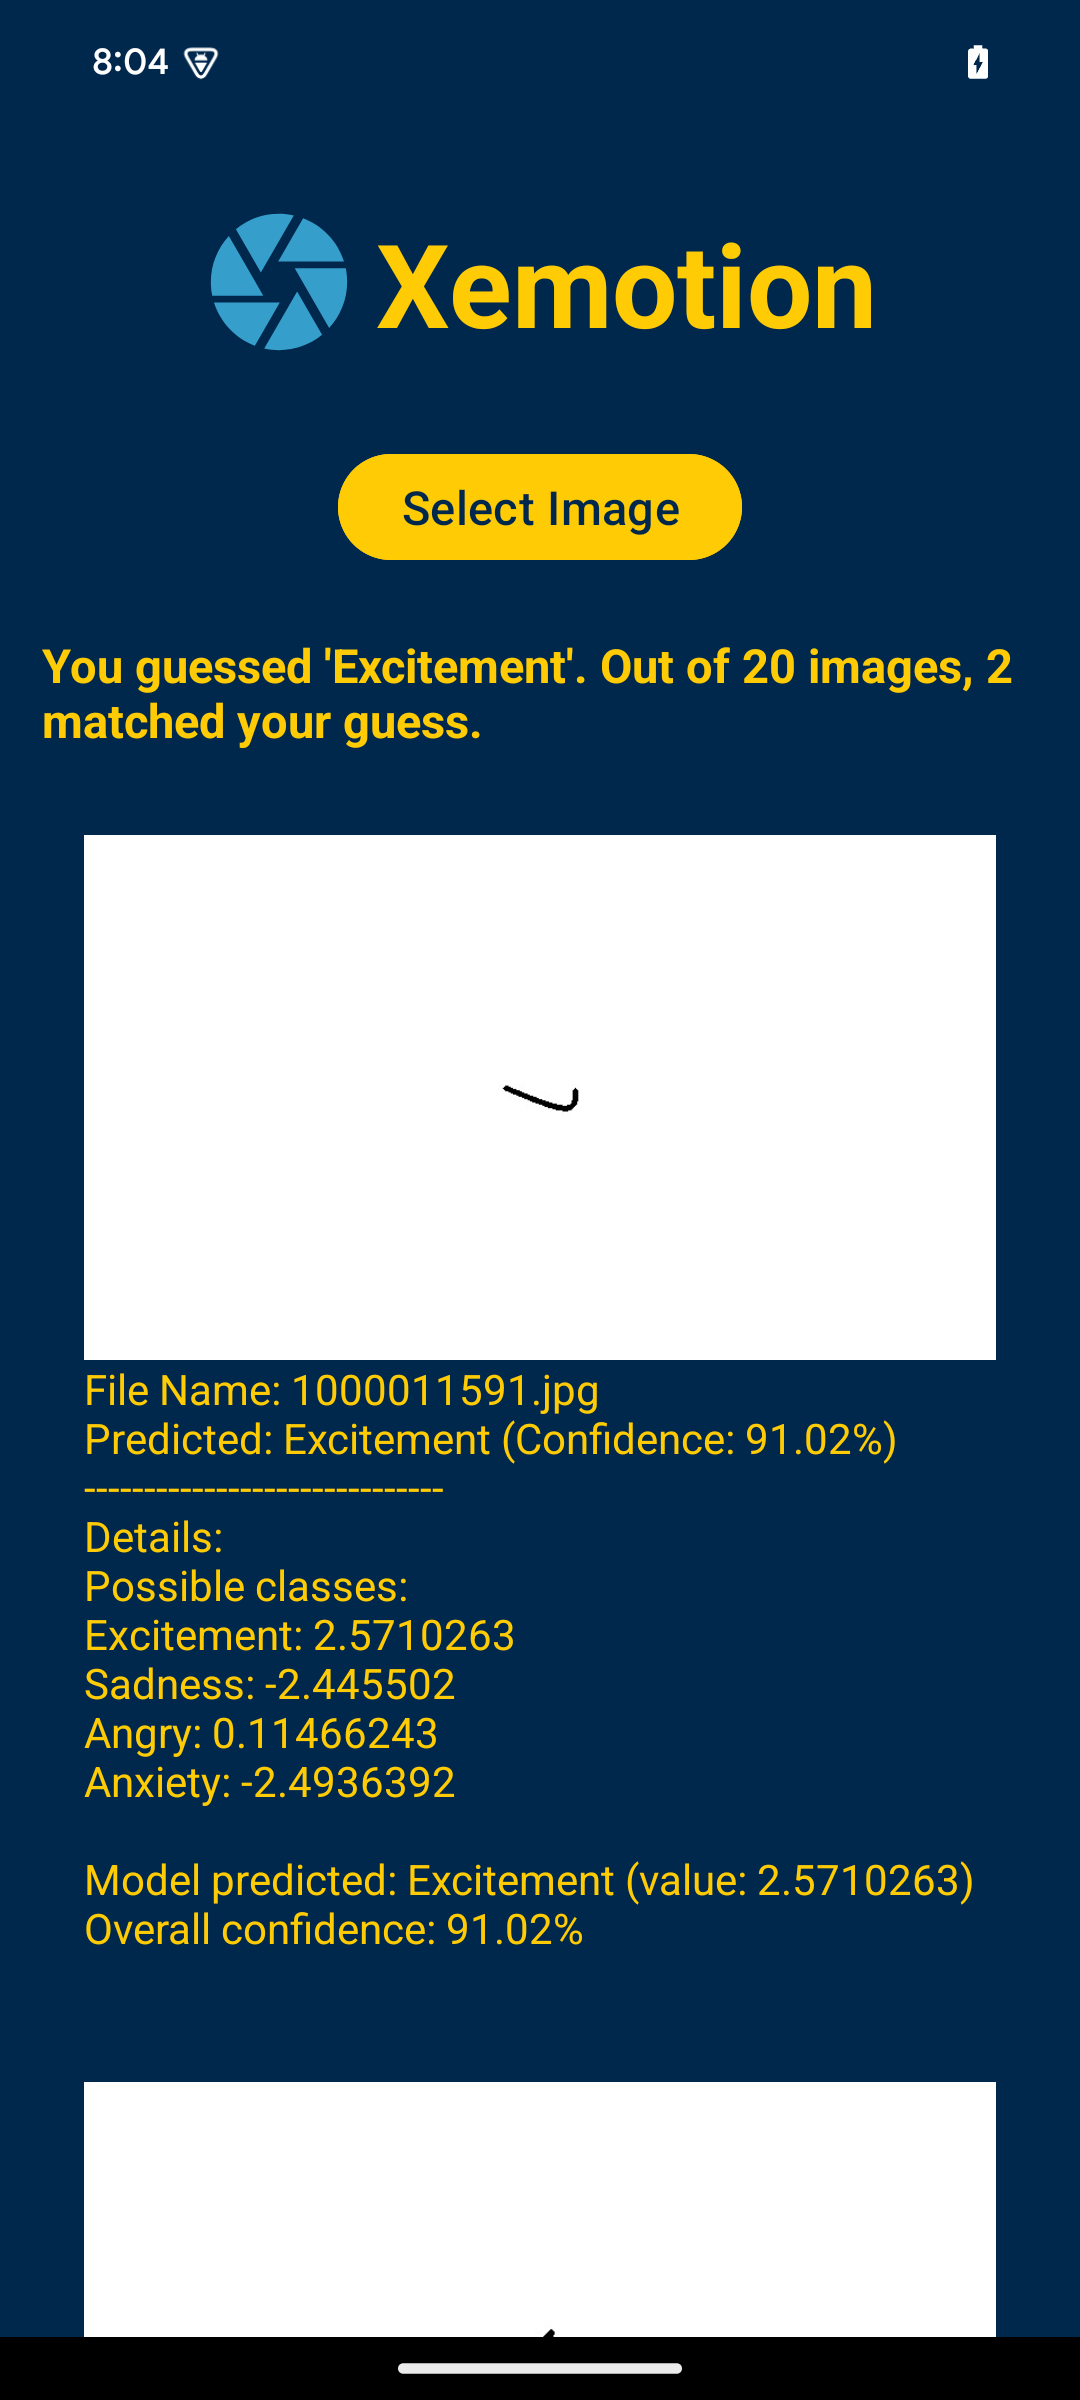 8:04
Xemotion
Select Image
You guessed 'Excitement'. Out of 20 images, 2
matched your guess.
File Name: 1000011591.jpg
Predicted: Excitement (Confidence: 91.02%)
------------------------------
Details:
Possible classes:
Excitement: 2.5710263
Sadness: -2.445502
Angry: 0.11466243
Anxiety: -2.4936392
Model predicted: Excitement (value: 2.5710263)
Overall confidence: 91.02%